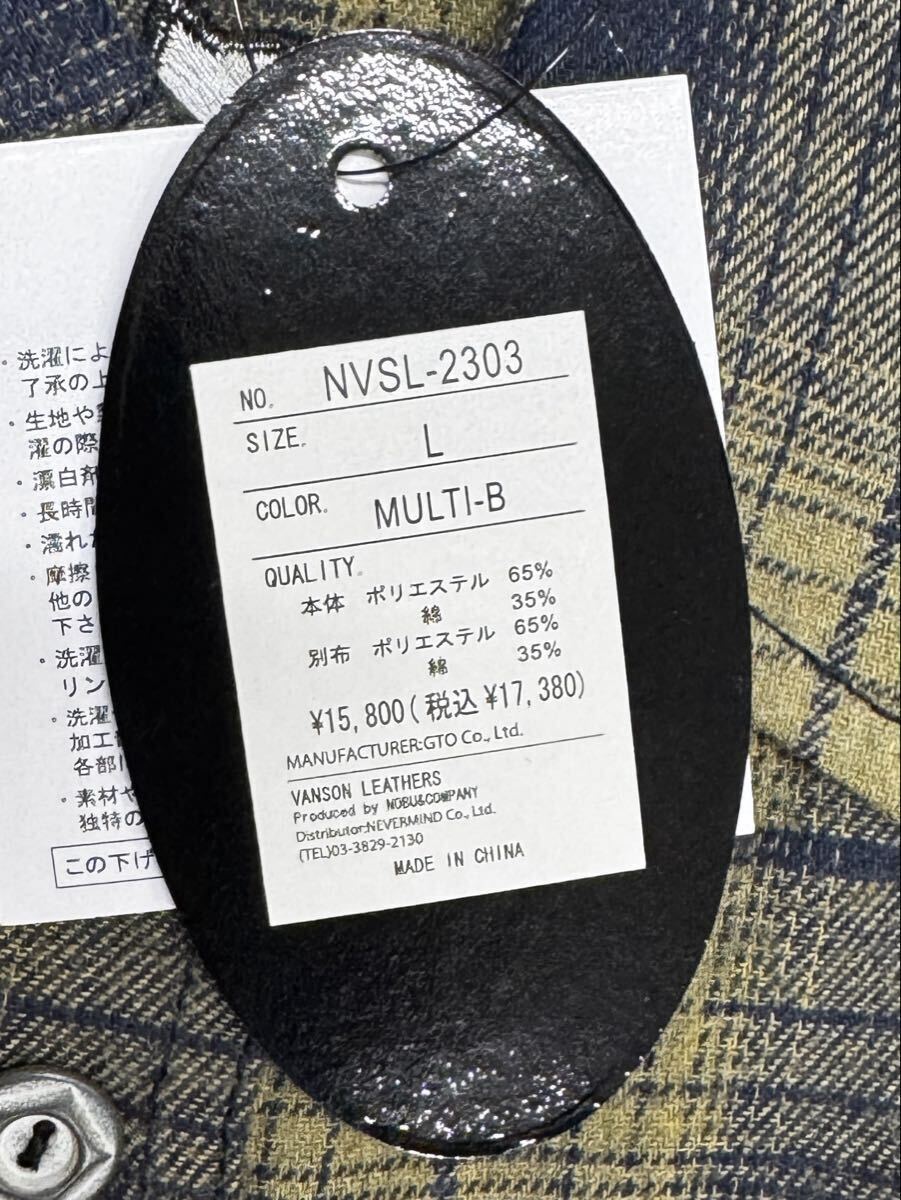 NO. NVSL-2303
SIZE. L
COLOR. MULTI-B
QUALITY.
本体 ポリエステル 65%
綿 35%
別布 ポリエステル 65%
綿 35%
¥15,800(税込¥17,380)
MANUFACTURER:GTO Co., Ltd.
VANSON LEATHERS
Produced by NOBU&COMPANY
Distributor:NEVERMIND Co., Ltd.
(TEL)03-3829-2130
MADE IN CHINA
・洗濯によ
了承の上
・生地や
濯の際
・漂白剤
・長時間
・濡れた
・摩擦
他の
下さ
・洗濯
リン
・洗濯
加工
各部
・素材や
独特の
この下げ